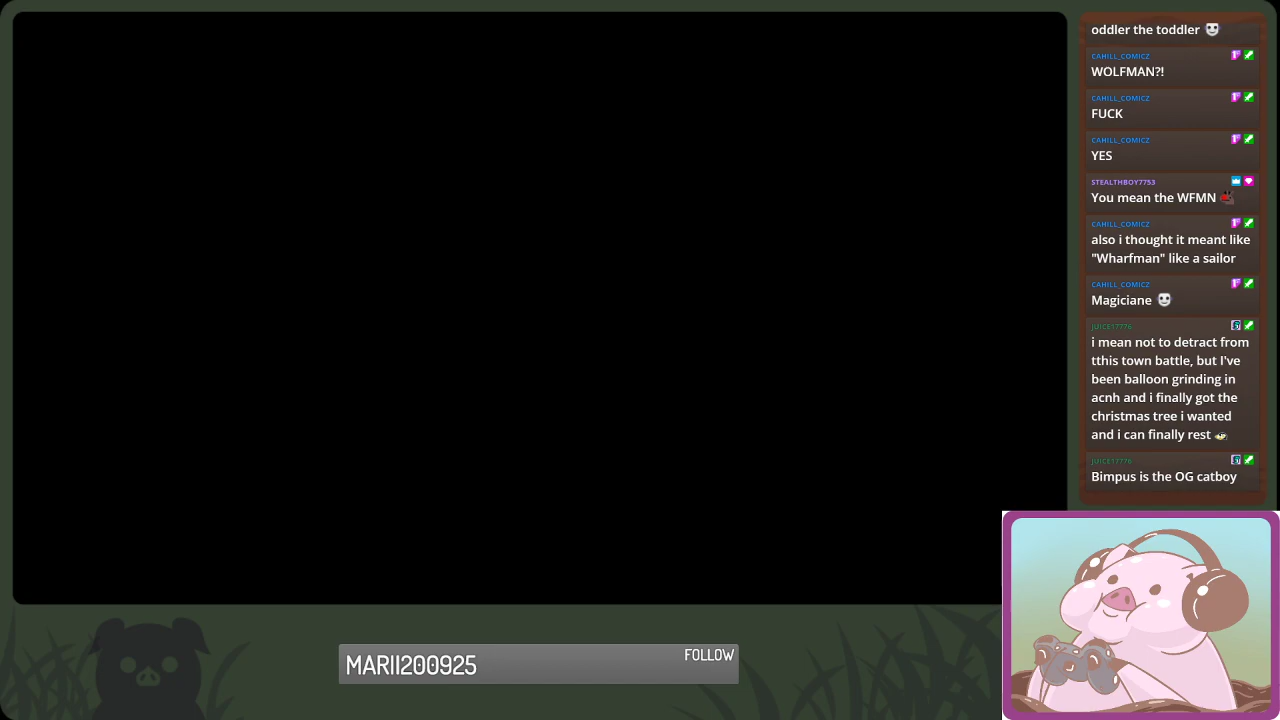 oddler the toddler
CAHILL_COMICZ
WOLFMAN?!
CAHILL_COMICZ
FUCK
CAHILL_COMICZ
YES
STEALTHBOY7753
You mean the WFMN
CAHILL_COMICZ
also i thought it meant like
"Wharfman" like a sailor
CAHILL_COMICZ
Magiciane
JUICE17776
i mean not to detract from
tthis town battle, but I've
been balloon grinding in
acnh and i finally got the
christmas tree i wanted
and i can finally rest
JUICE17776
Bimpus is the OG catboy
MARII200925
FOLLOW